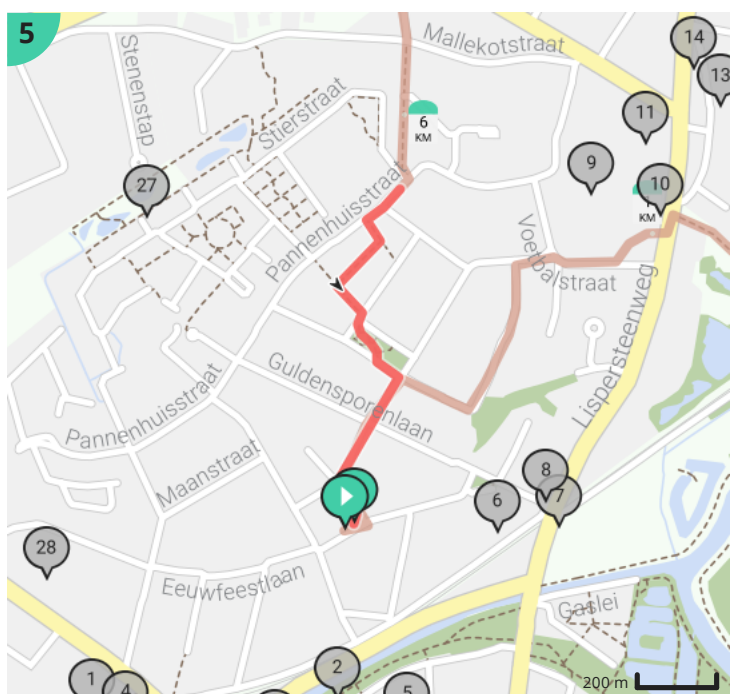 5
Mallekotstraat
14
13
Stenenstap
Stierstraat
6
KM
11
9
27
10
KM
Pannenhuisstraat
Voetbalstraat
Lispersteenweg
Guldensporenlaan
Pannenhuisstraat
Maanstraat
8
7
6
28
Eeuwfeestlaan
Gaslei
1
4
2
5
200 m